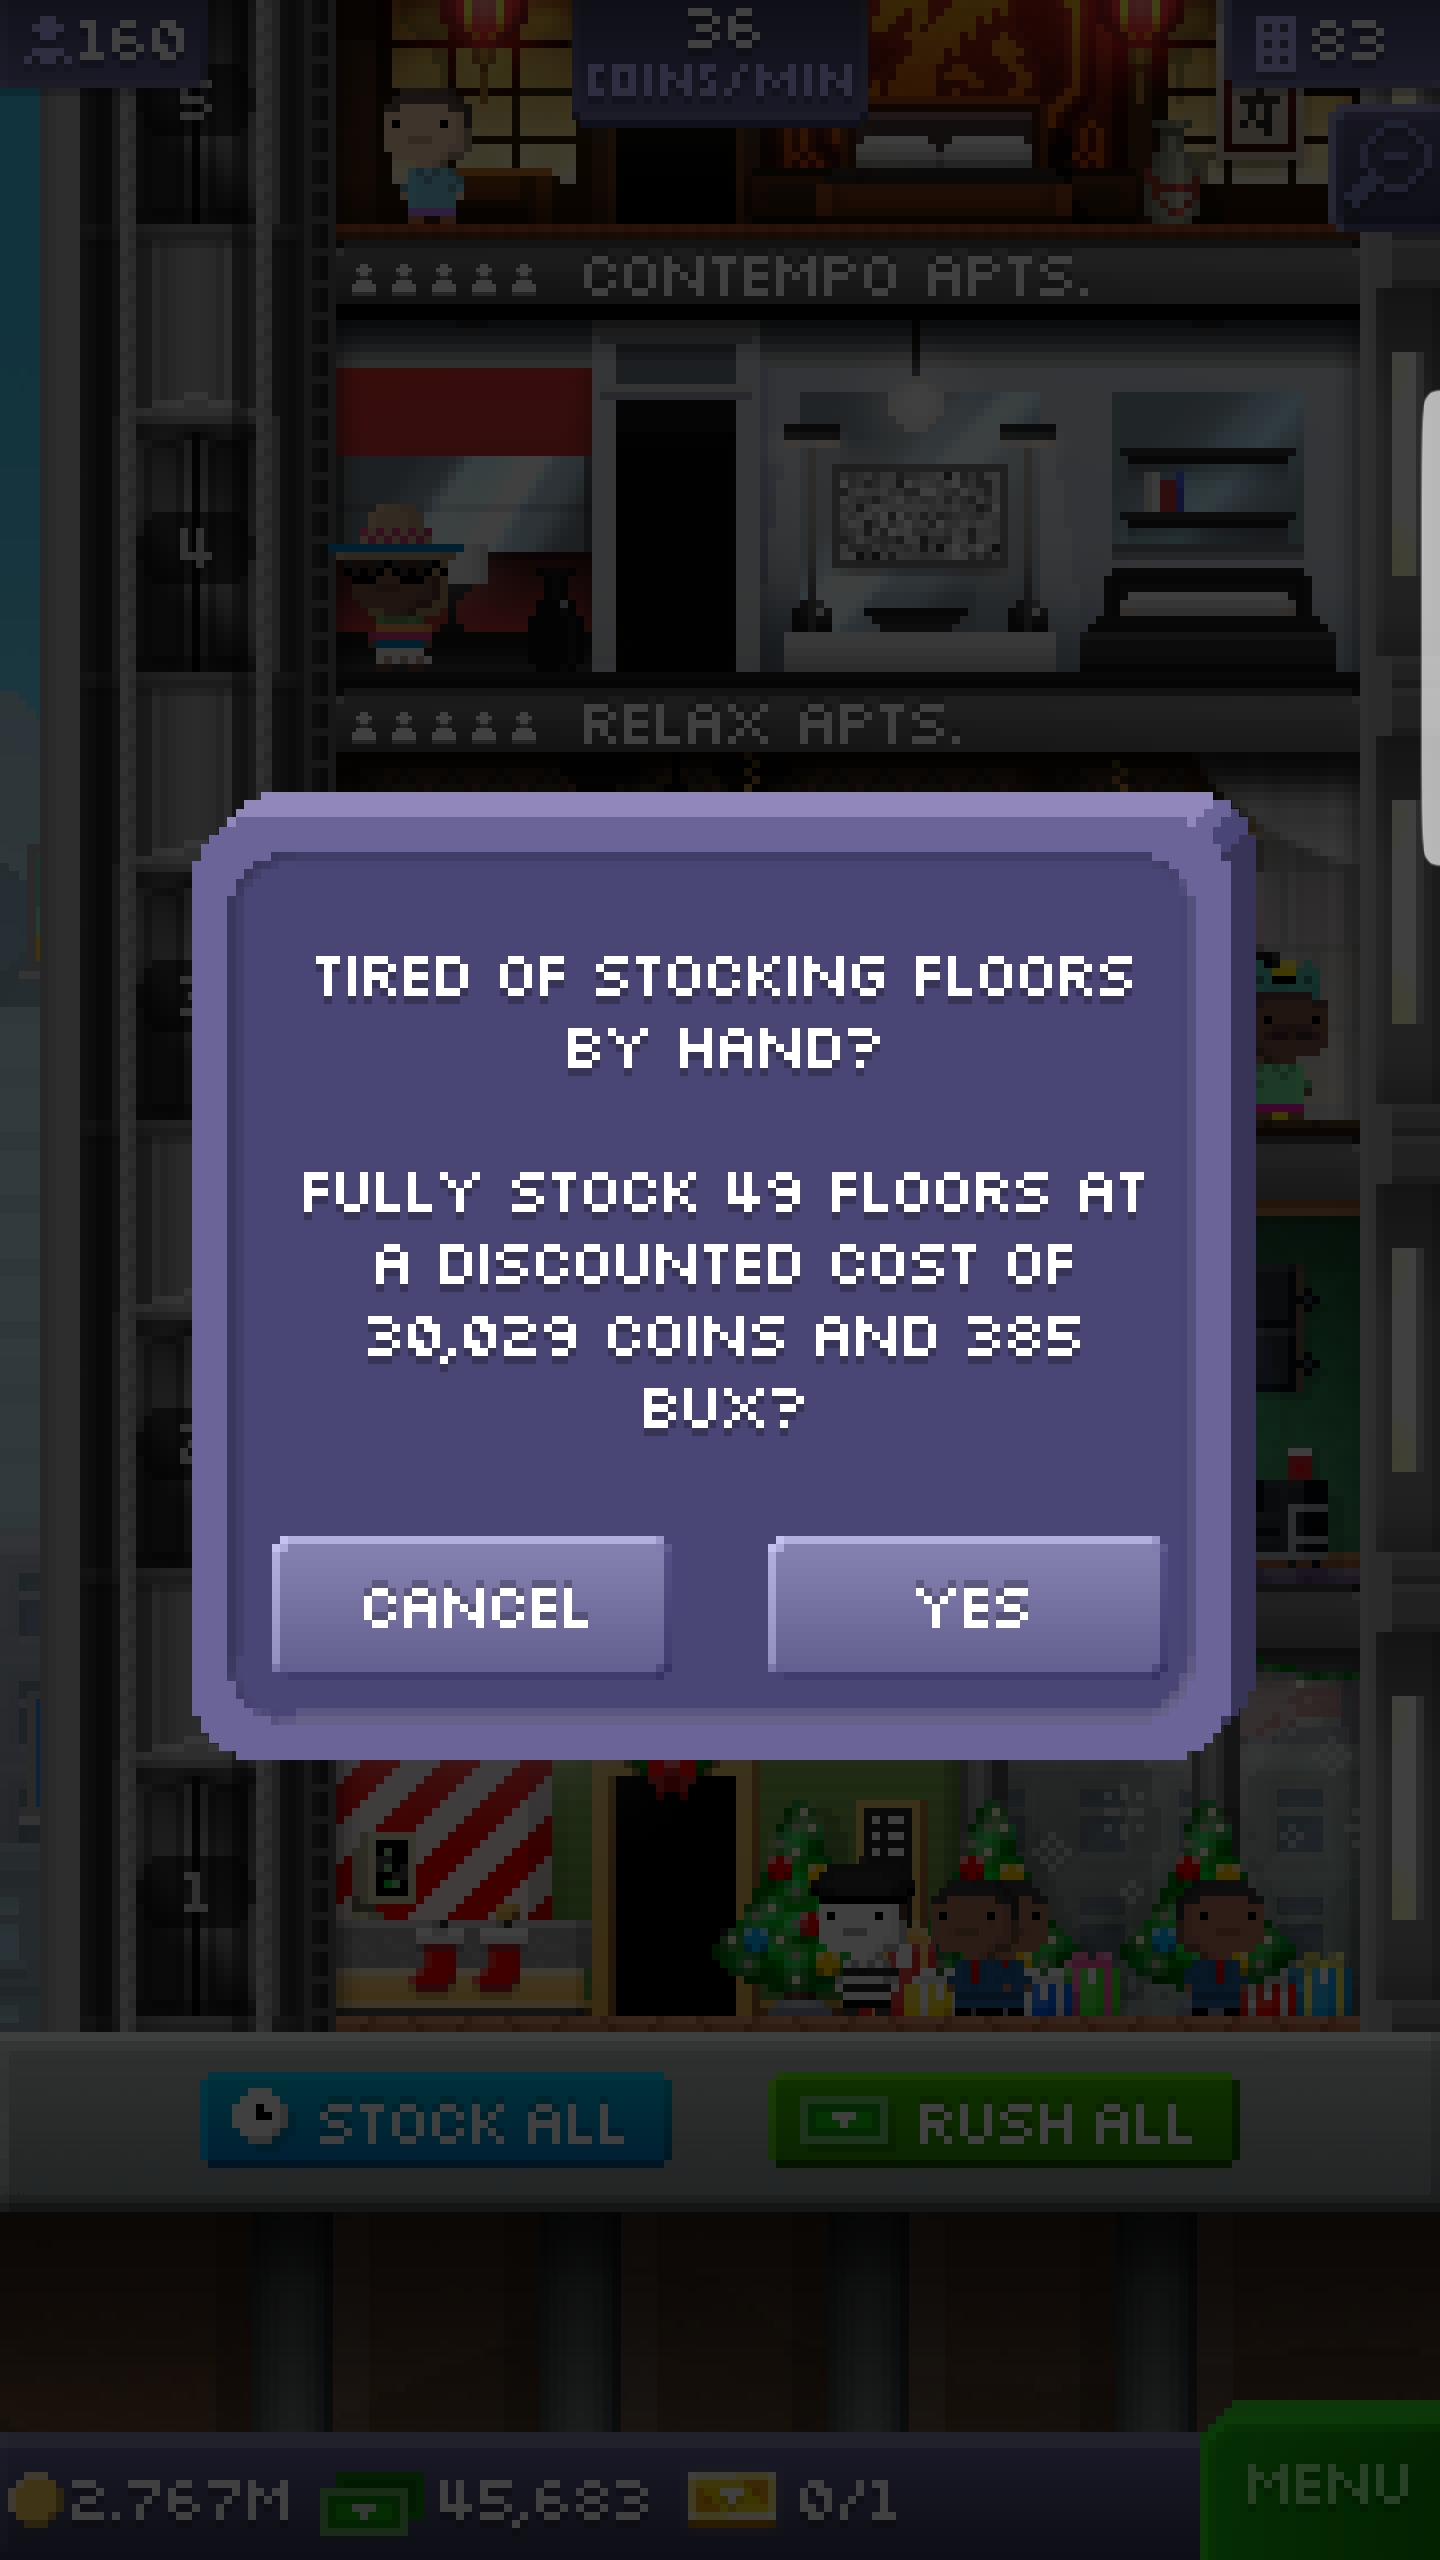 160
36
COINS/MIN
83
5
CONTEMPO APTS.
4
RELAX APTS.
TIRED OF STOCKING FLOORS
BY HAND?
FULLY STOCK 49 FLOORS AT
A DISCOUNTED COST OF
30,029 COINS AND 385
BUX?
CANCEL
YES
1
STOCK ALL
RUSH ALL
2.767M
45,683
0/1
MENU